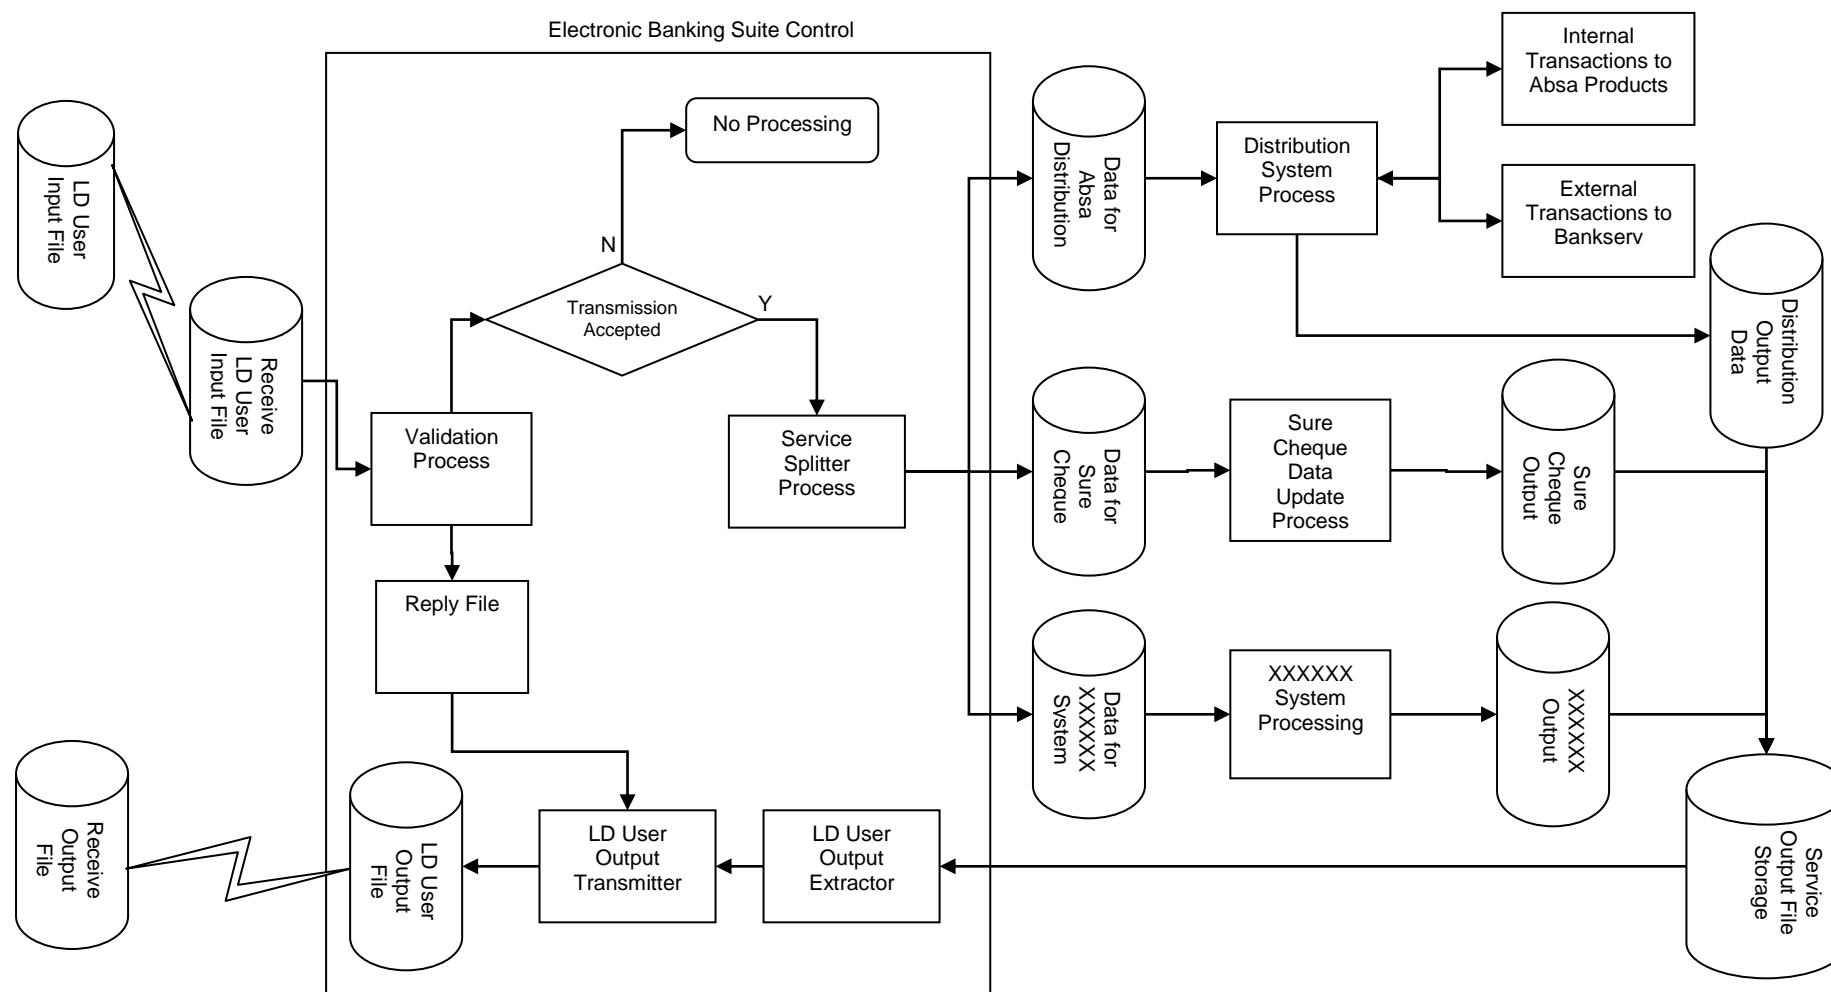 Electronic Banking Suite Control
LD User
Input File
Receive
LD User
Input File
No Processing
N
Transmission
Accepted
Y
Validation
Process
Service
Splitter
Process
Reply File
Data for
Absa
Distribution
Distribution
System
Process
Internal
Transactions to
Absa Products
External
Transactions to
Bankserv
Distribution
Output
Data
Data for
Sure
Cheque
Sure
Cheque
Data
Update
Process
Sure
Cheque
Output
Data for
XXXXXX
System
XXXXXX
System
Processing
XXXXXX
Output
Service
Output File
Storage
LD User
Output
Extractor
LD User
Output
Transmitter
LD User
Output
File
Receive
Output
File